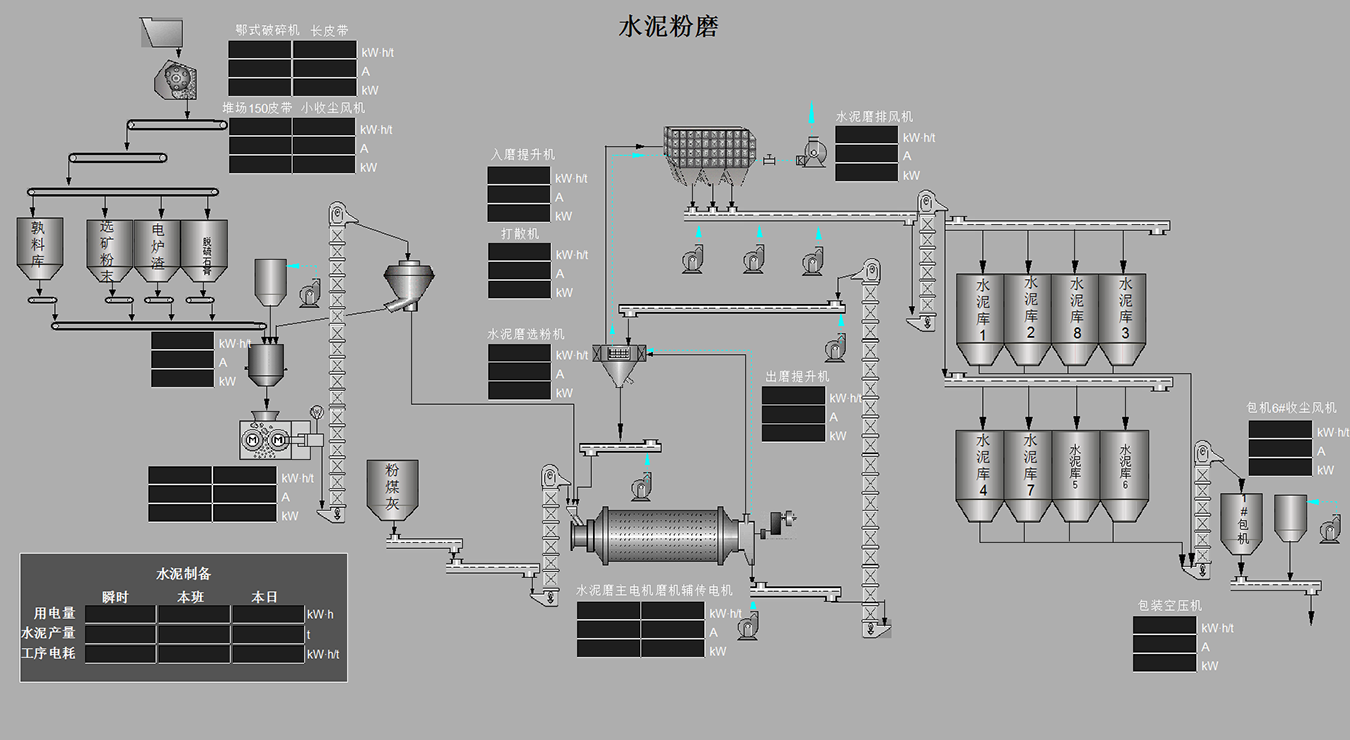 水泥粉磨
鄂式破碎机 长皮带
kW·h/t
A
kW
堆场150皮带 小收尘风机
kW·h/t
A
kW
入磨提升机
kW·h/t
A
kW
打散机
kW·h/t
A
kW
水泥磨选粉机
kW·h/t
A
kW
水泥磨排风机
kW·h/t
A
kW
熟料库
选矿粉末
电炉渣
脱硫石膏
kW·h/t
A
kW
M
M
kW·h/t
A
kW
粉煤灰
出磨提升机
kW·h/t
A
kW
水泥磨主电机 磨机辅传电机
kW·h/t
A
kW
水泥库1
水泥库2
水泥库8
水泥库3
水泥库4
水泥库7
水泥库5
水泥库6
包机6#收尘风机
kW·h/t
A
kW
1#包机
包装空压机
kW·h/t
A
kW
水泥制备
瞬时 本班 本日
用电量 kW·h
水泥产量 t
工序电耗 kW·h/t